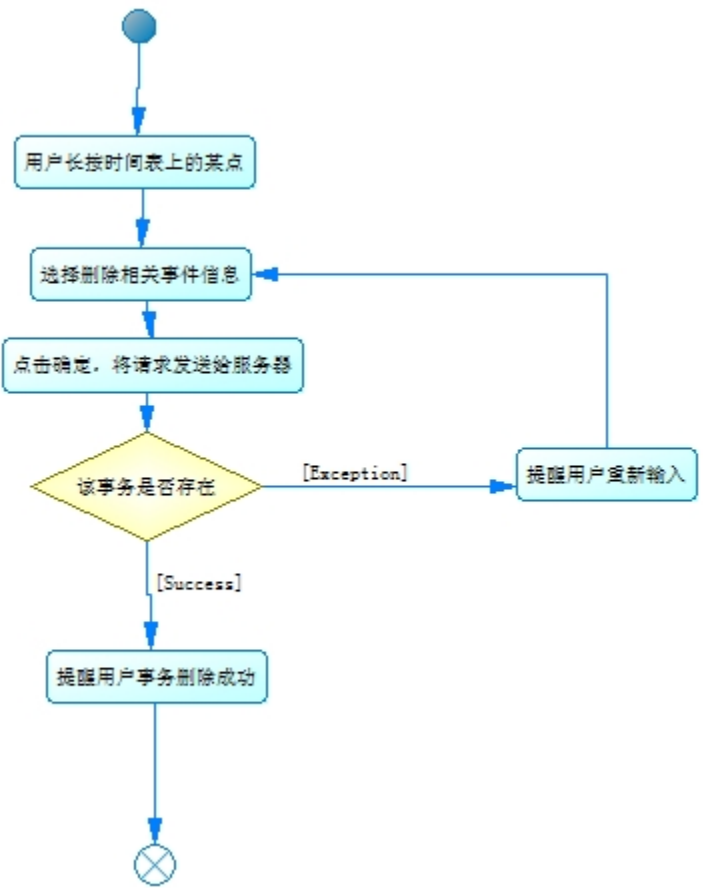 用户长按时间表上的某点
选择删除相关事件信息
点击确定，将请求发送给服务器
该事务是否存在
[Exception]
提醒用户重新输入
[Success]
提醒用户事务删除成功